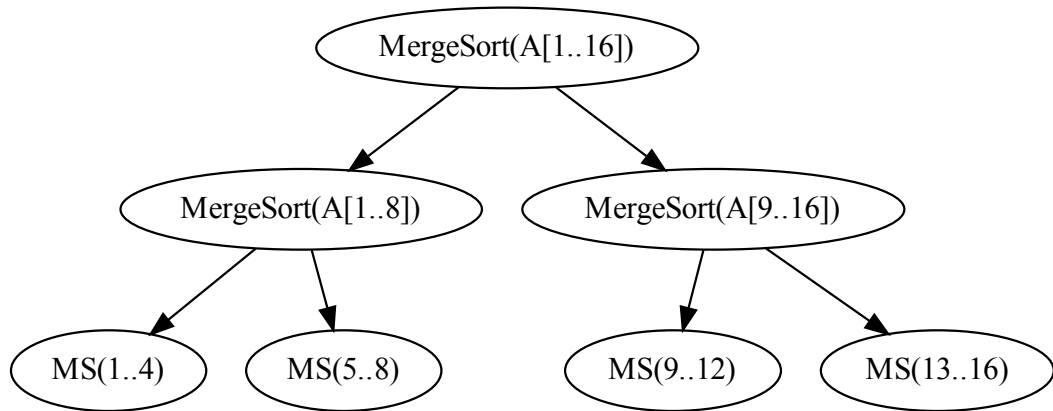 MergeSort(A[1..16])
MergeSort(A[1..8])
MergeSort(A[9..16])
MS(1..4)
MS(5..8)
MS(9..12)
MS(13..16)